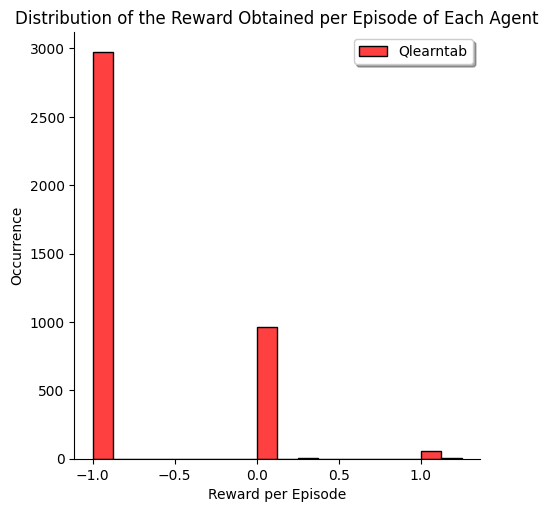 Distribution of the Reward Obtained per Episode of Each Agent
Qlearntab
3000
2500
2000
1500
1000
500
0
Occurrence
−1.0 −0.5 0.0 0.5 1.0
Reward per Episode